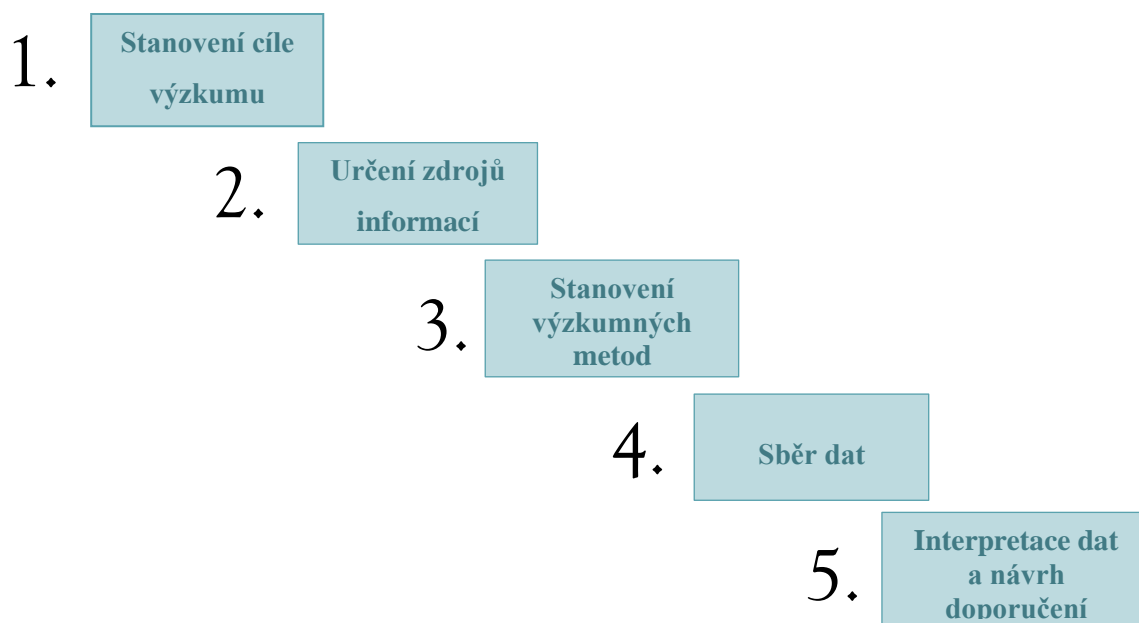 1.
Stanovení cíle
výzkumu
2.
Určení zdrojů
informací
3.
Stanovení
výzkumných
metod
4.
Sběr dat
5.
Interpretace dat
a návrh
doporučení